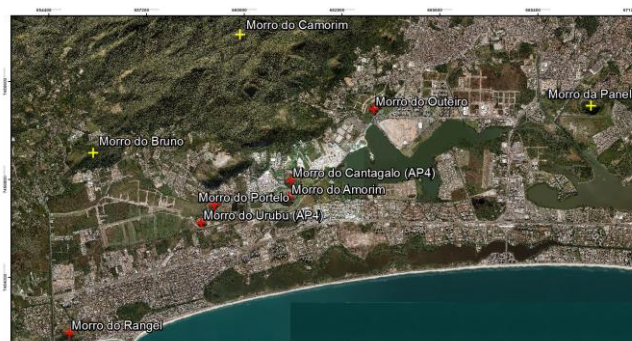 Morro do Camorim
Morro da Panel
Morro do Outeiro
Morro do Bruno
Morro do Cantagalo (AP4)
Morro do Amorim
Morro do Portelo
Morro do Urubu (AP4)
Morro do Rangel